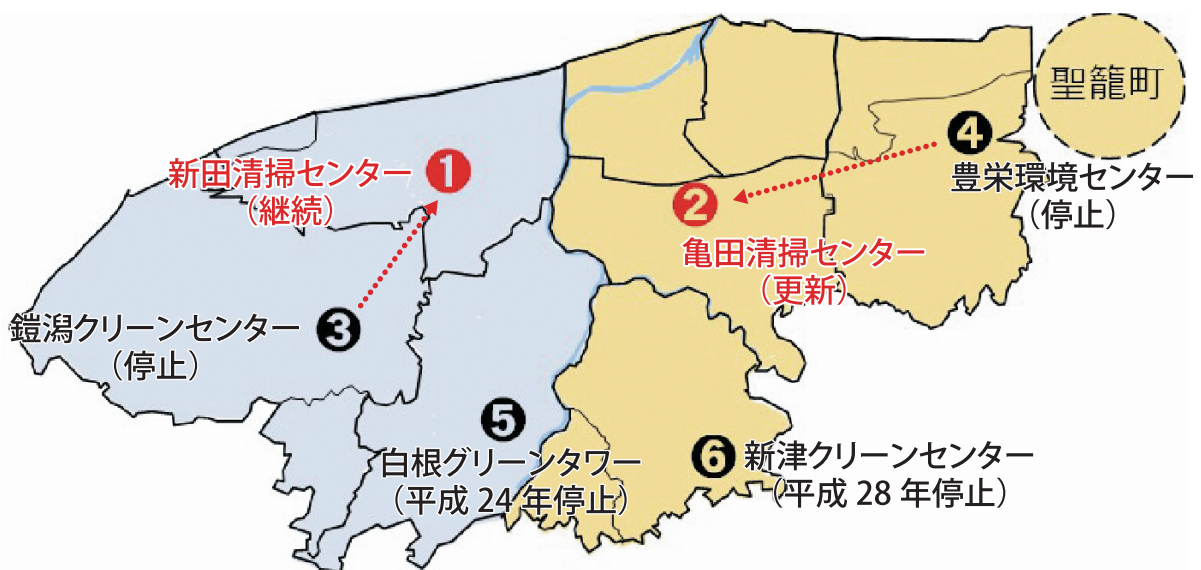 聖籠町
❹
豊栄環境センター
(停止)
❶
新田清掃センター
(継続)
❷
亀田清掃センター
(更新)
❸
鎧潟クリーンセンター
(停止)
❺
白根グリーンタワー
(平成 24 年停止)
❻
新津クリーンセンター
(平成 28 年停止)